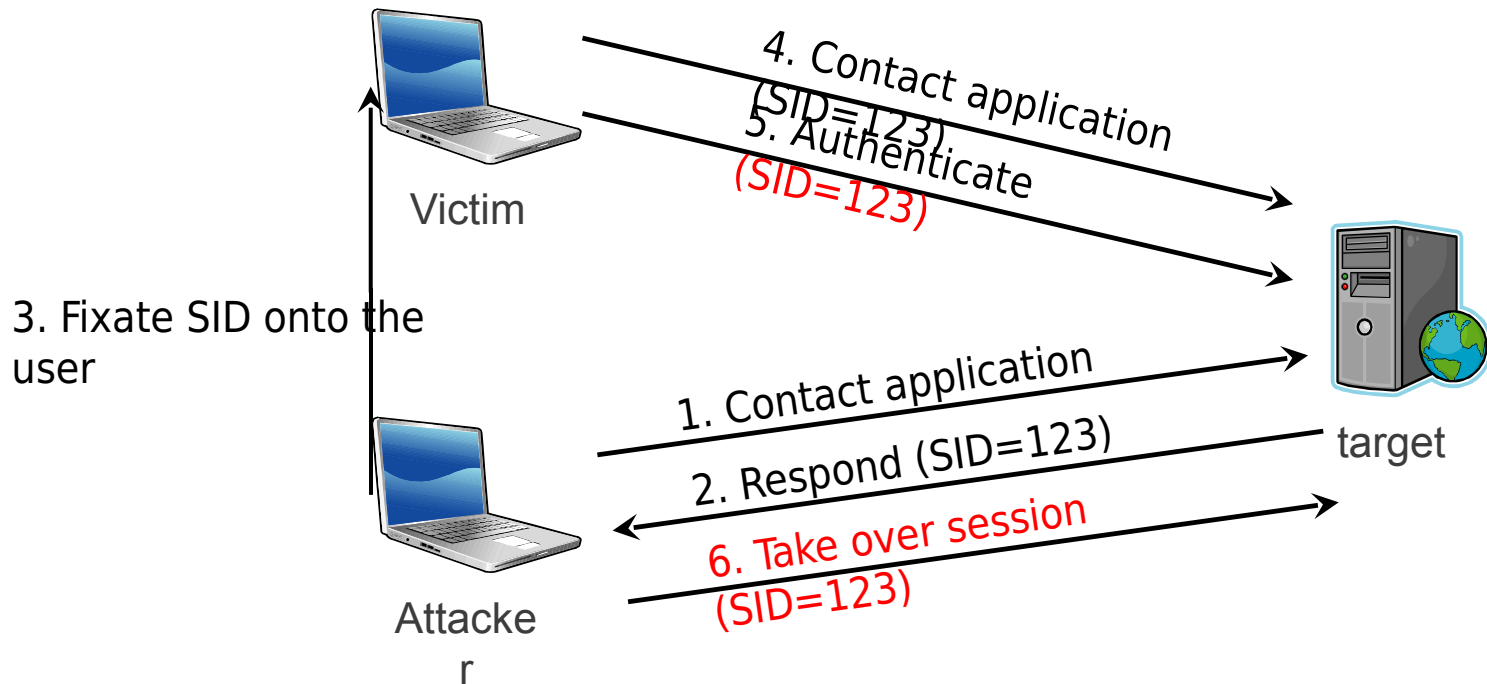 4. Contact application
(SID=123)
5. Authenticate
(SID=123)
Victim
3. Fixate SID onto the
user
1. Contact application
2. Respond (SID=123)
target
6. Take over session
(SID=123)
Attacke
r